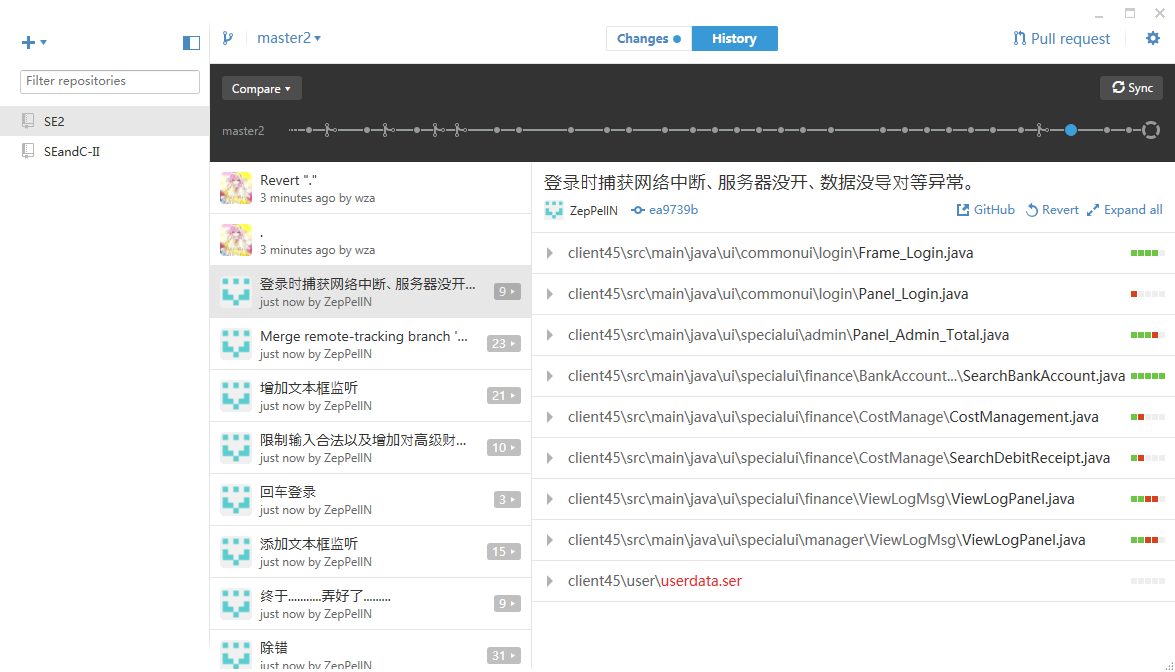 master2
Changes
History
Pull request
Filter repositories
SE2
SEandC-II
Compare
Sync
master2
Revert "."
3 minutes ago by wza
.
3 minutes ago by wza
登录时捕获网络中断、服务器没开...
just now by ZepPelIN
9
Merge remote-tracking branch '...
just now by ZepPelIN
23
增加文本框监听
just now by ZepPelIN
21
限制输入合法以及增加对高级财...
just now by ZepPelIN
10
回车登录
just now by ZepPelIN
3
添加文本框监听
just now by ZepPelIN
15
终于...........弄好了.........
just now by ZepPelIN
9
除错
just now by ZepPelIN
31
登录时捕获网络中断、服务器没开、数据没导对等异常。
ZepPelIN
ea9739b
GitHub
Revert
Expand all
client45\src\main\java\ui\commonui\login\Frame_Login.java
client45\src\main\java\ui\commonui\login\Panel_Login.java
client45\src\main\java\ui\specialui\admin\Panel_Admin_Total.java
client45\src\main\java\ui\specialui\finance\BankAccount...\SearchBankAccount.java
client45\src\main\java\ui\specialui\finance\CostManage\CostManagement.java
client45\src\main\java\ui\specialui\finance\CostManage\SearchDebitReceipt.java
client45\src\main\java\ui\specialui\finance\ViewLogMsg\ViewLogPanel.java
client45\src\main\java\ui\specialui\manager\ViewLogMsg\ViewLogPanel.java
client45\user\userdata.ser